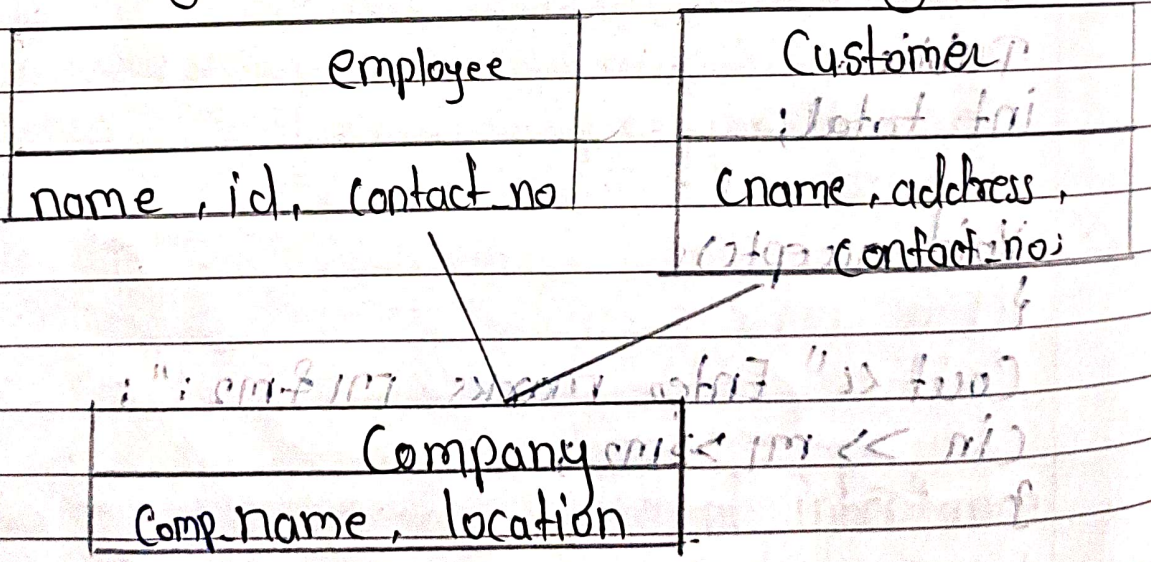 employee
Customer
name, id, contact_no
Cname, address,
contact_no;
Company
Comp_name, location